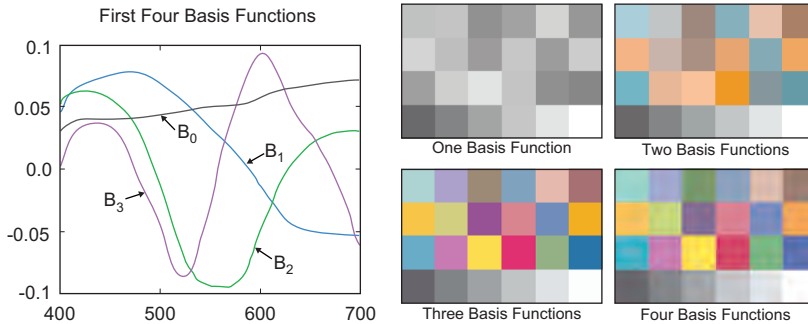 First Four Basis Functions
0.1
0.05
0.0
-0.05
-0.1
400
500
600
700
B0
B1
B3
B2
One Basis Function
Two Basis Functions
Three Basis Functions
Four Basis Functions